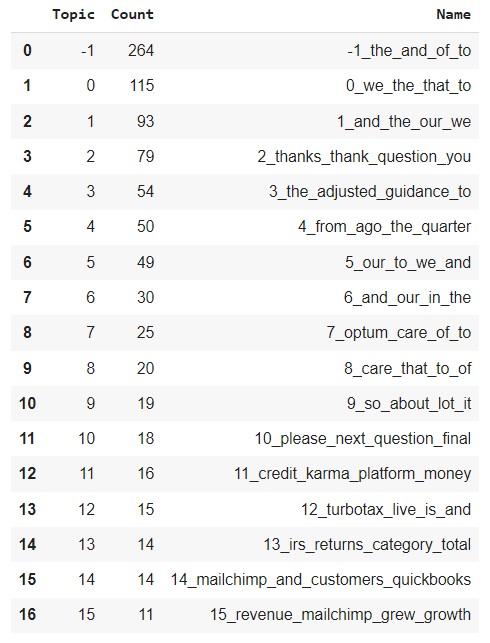 Topic Count Name
0 -1 264 -1_the_and_of_to
1 0 115 0_we_the_that_to
2 1 93 1_and_the_our_we
3 2 79 2_thanks_thank_question_you
4 3 54 3_the_adjusted_guidance_to
5 4 50 4_from_ago_the_quarter
6 5 49 5_our_to_we_and
7 6 30 6_and_our_in_the
8 7 25 7_optum_care_of_to
9 8 20 8_care_that_to_of
10 9 19 9_so_about_lot_it
11 10 18 10_please_next_question_final
12 11 16 11_credit_karma_platform_money
13 12 15 12_turbotax_live_is_and
14 13 14 13_irs_returns_category_total
15 14 14 14_mailchimp_and_customers_quickbooks
16 15 11 15_revenue_mailchimp_grew_growth